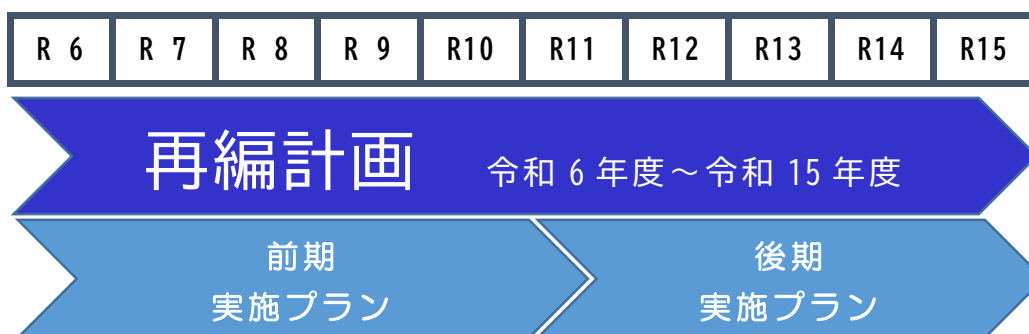 R 6 R 7 R 8 R 9 R10 R11 R12 R13 R14 R15
再編計画 令和 6 年度～令和 15 年度
前期
実施プラン
後期
実施プラン